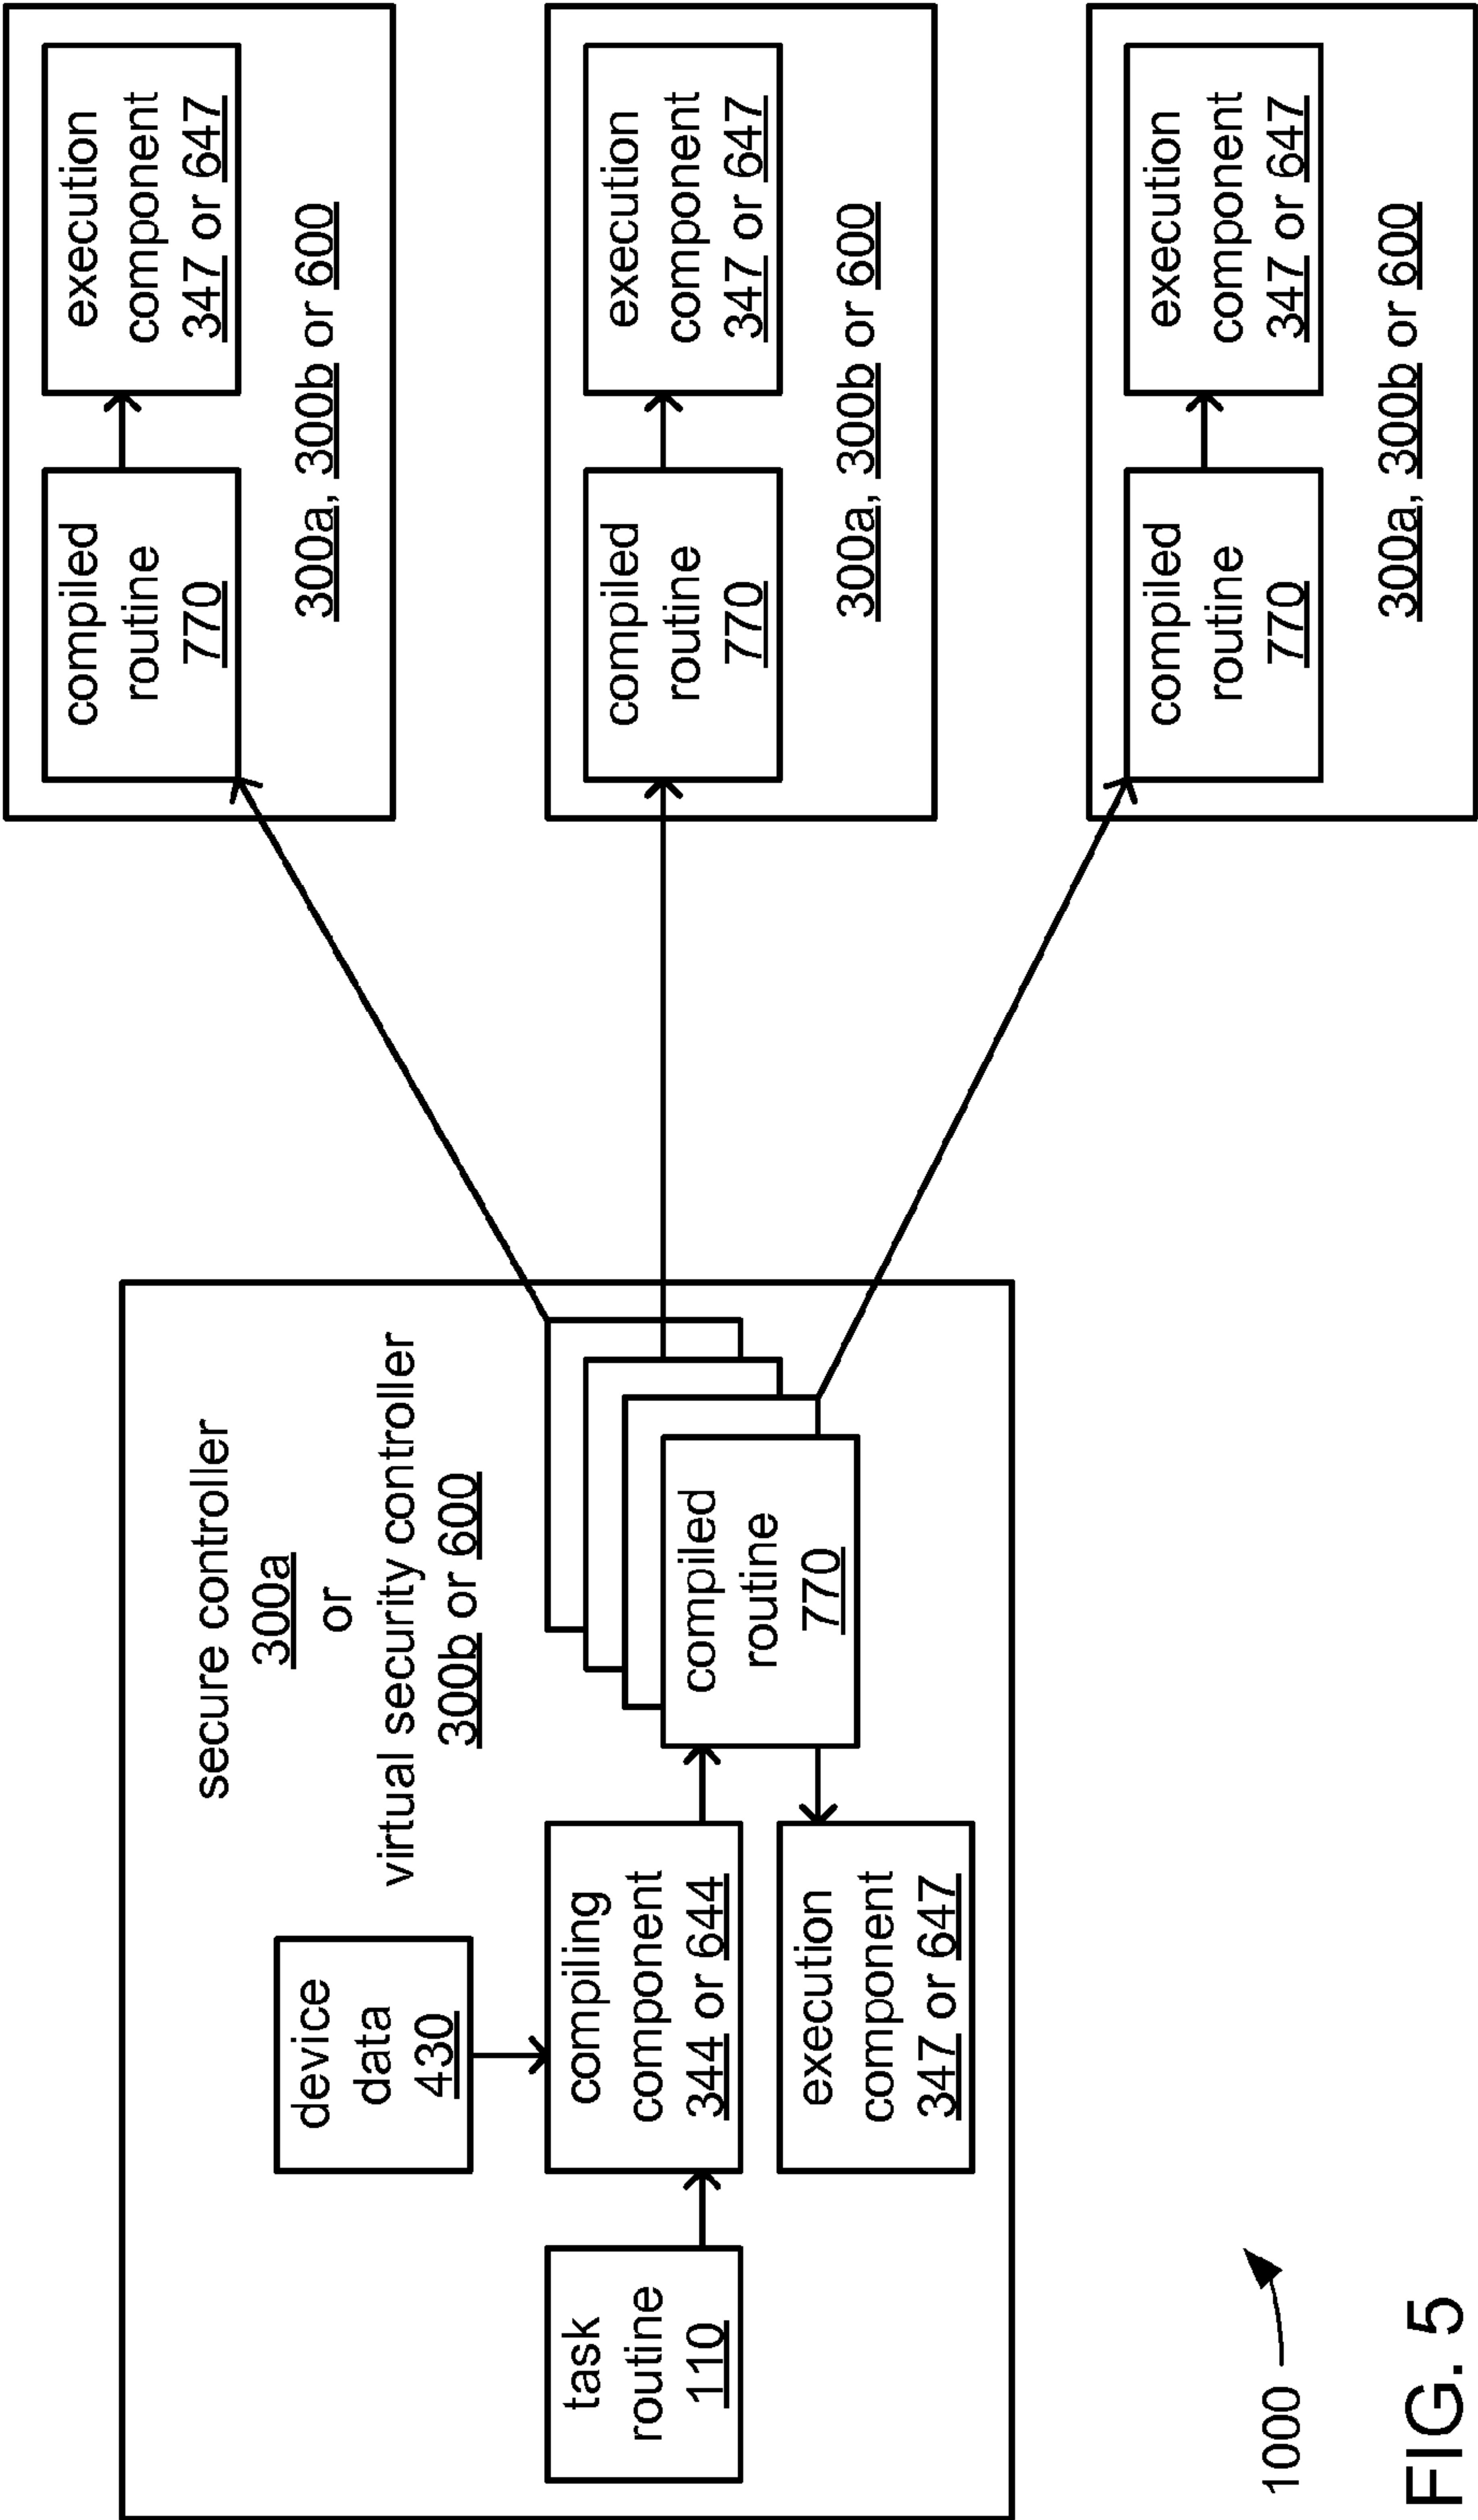 secure controller
300a
or
virtual security controller
300b or 600
device
data
430
task
routine
110
compiling
component
344 or 644
execution
component
347 or 647
compiled
routine
770
compiled
routine
770
execution
component
347 or 647
300a, 300b or 600
compiled
routine
770
execution
component
347 or 647
300a, 300b or 600
compiled
routine
770
execution
component
347 or 647
300a, 300b or 600
1000
FIG. 5